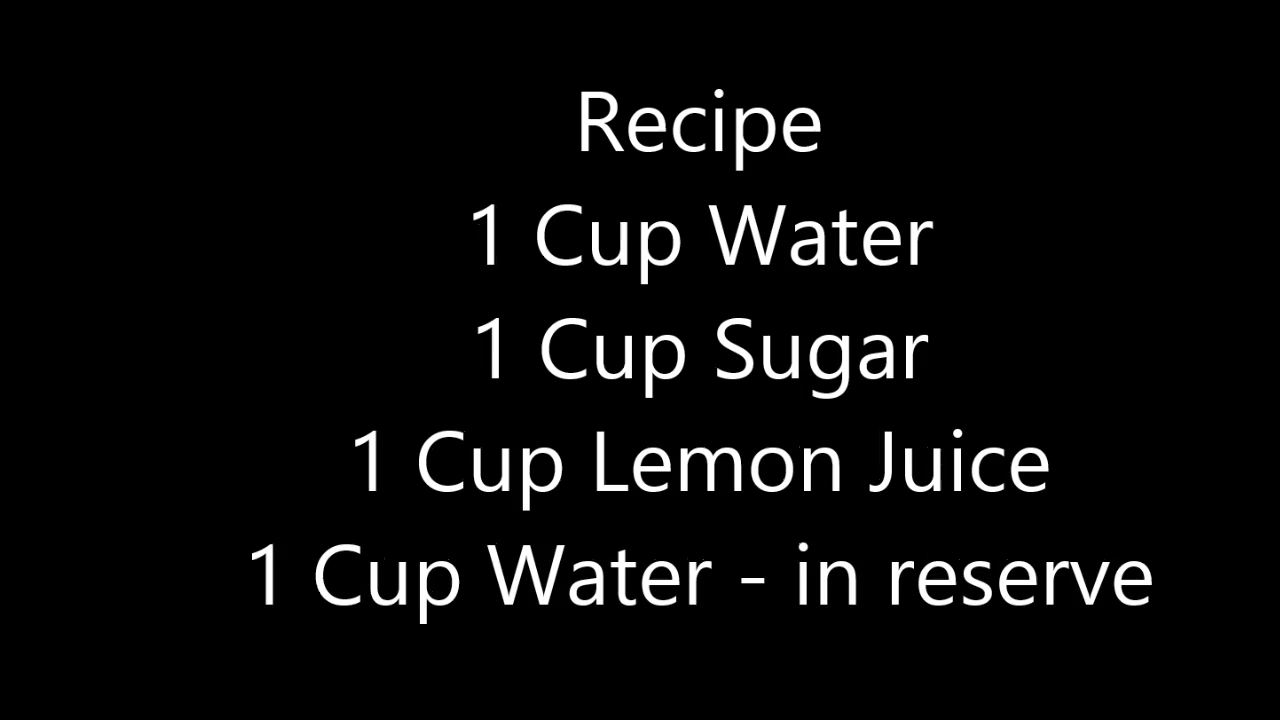 Recipe
1 Cup Water
1 Cup Sugar
1 Cup Lemon Juice
1 Cup Water - in reserve